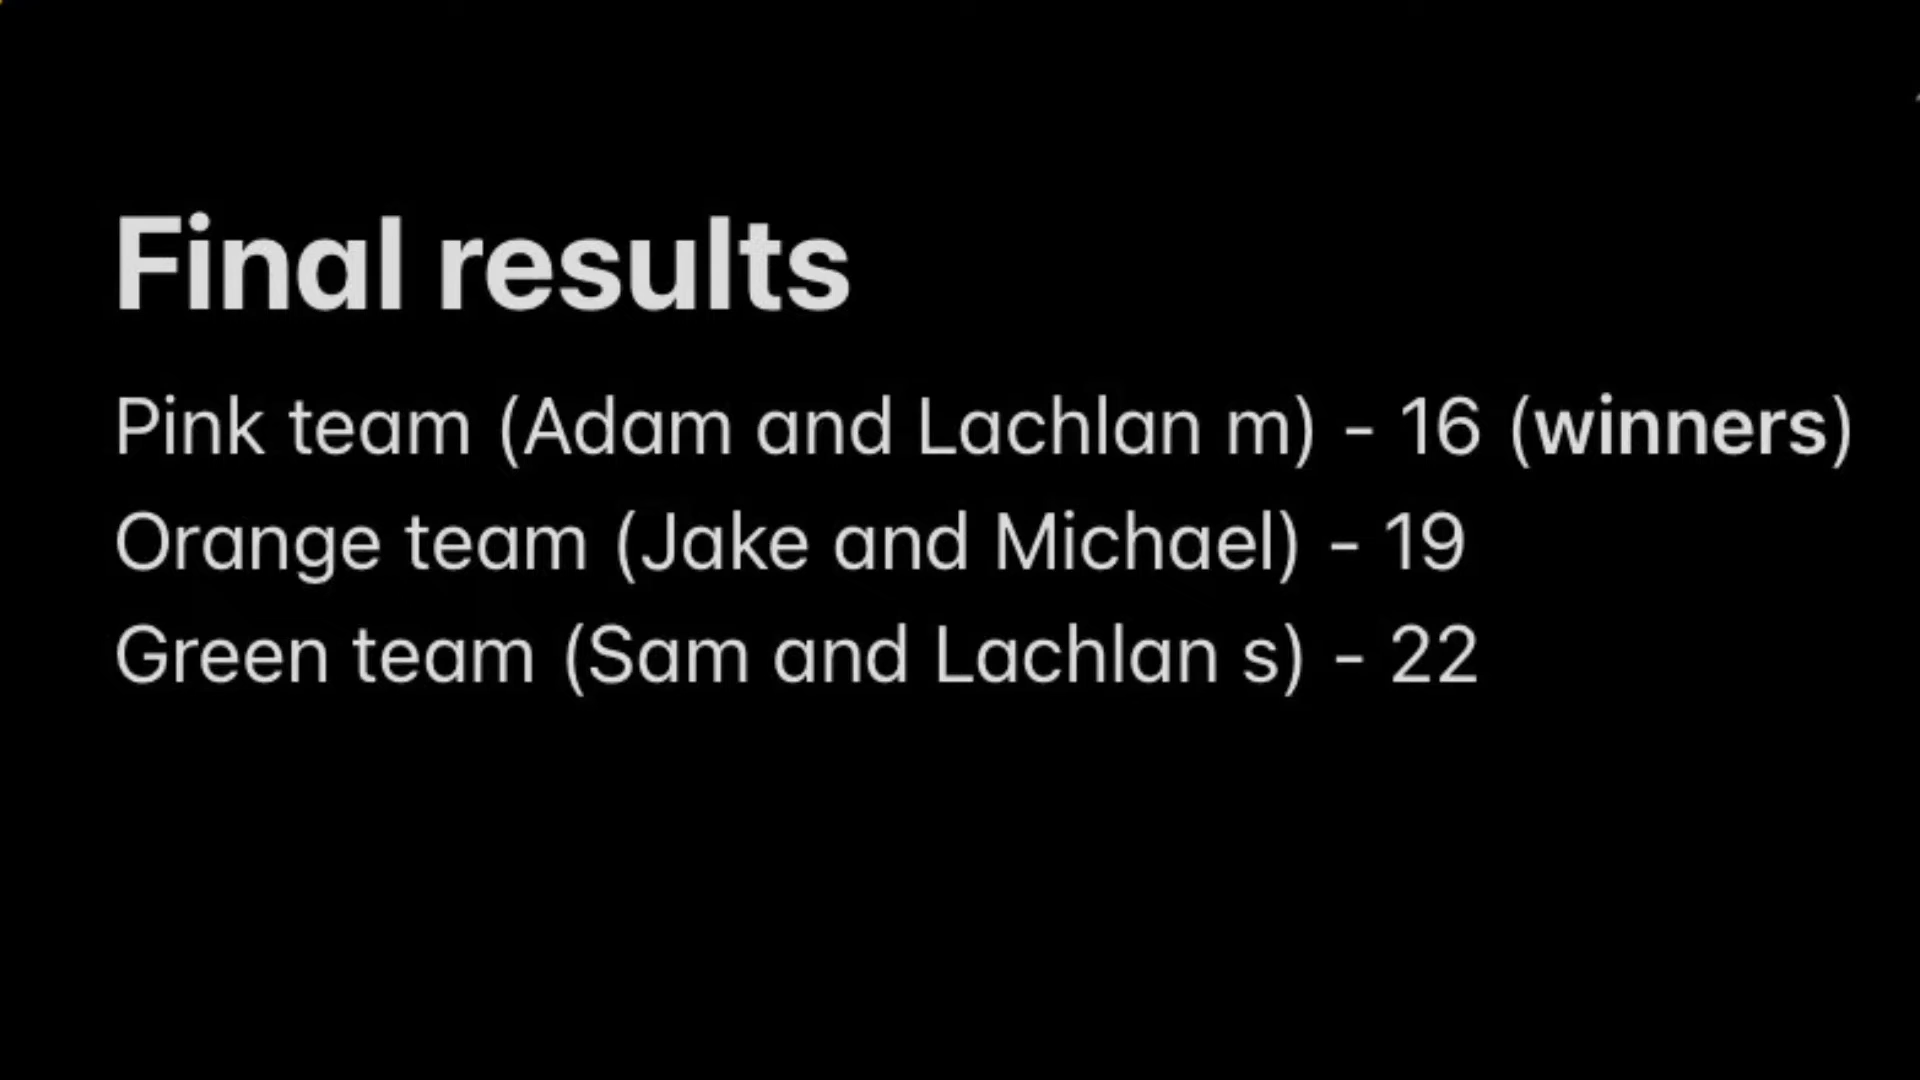 Final results
Pink team (Adam and Lachlan m) - 16 (winners)
Orange team (Jake and Michael) - 19
Green team (Sam and Lachlan s) - 22